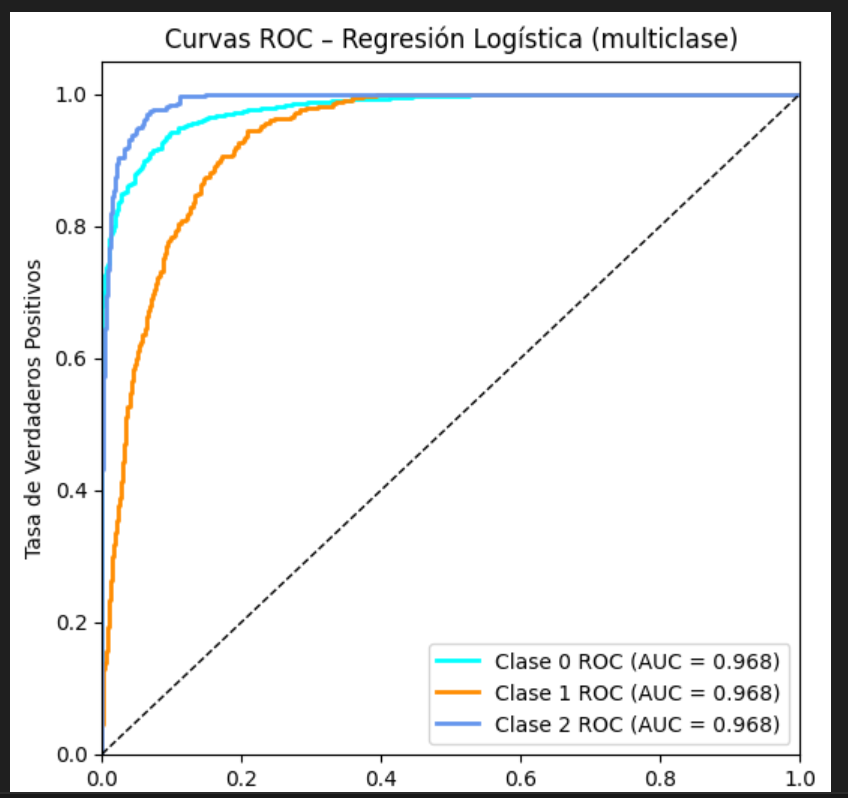 Curvas ROC – Regresión Logística (multiclase)
Tasa de Verdaderos Positivos
1.0
0.8
0.6
0.4
0.2
0.0
Clase 0 ROC (AUC = 0.968)
Clase 1 ROC (AUC = 0.968)
Clase 2 ROC (AUC = 0.968)
0.0 0.2 0.4 0.6 0.8 1.0